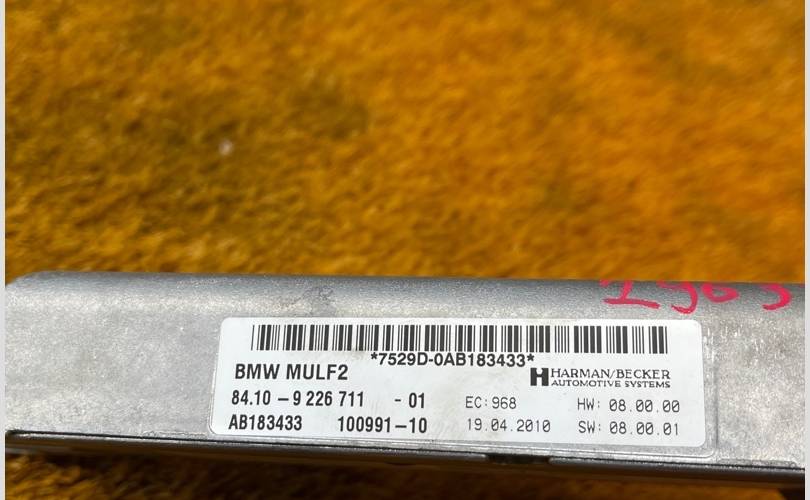 *7529D-0AB183433*
BMW MULF2
HARMAN/BECKER
AUTOMOTIVE SYSTEMS
84.10 - 9 226 711 - 01
EC: 968
HW: 08.00.00
AB183433
100991-10
19.04.2010
SW: 08.00.01